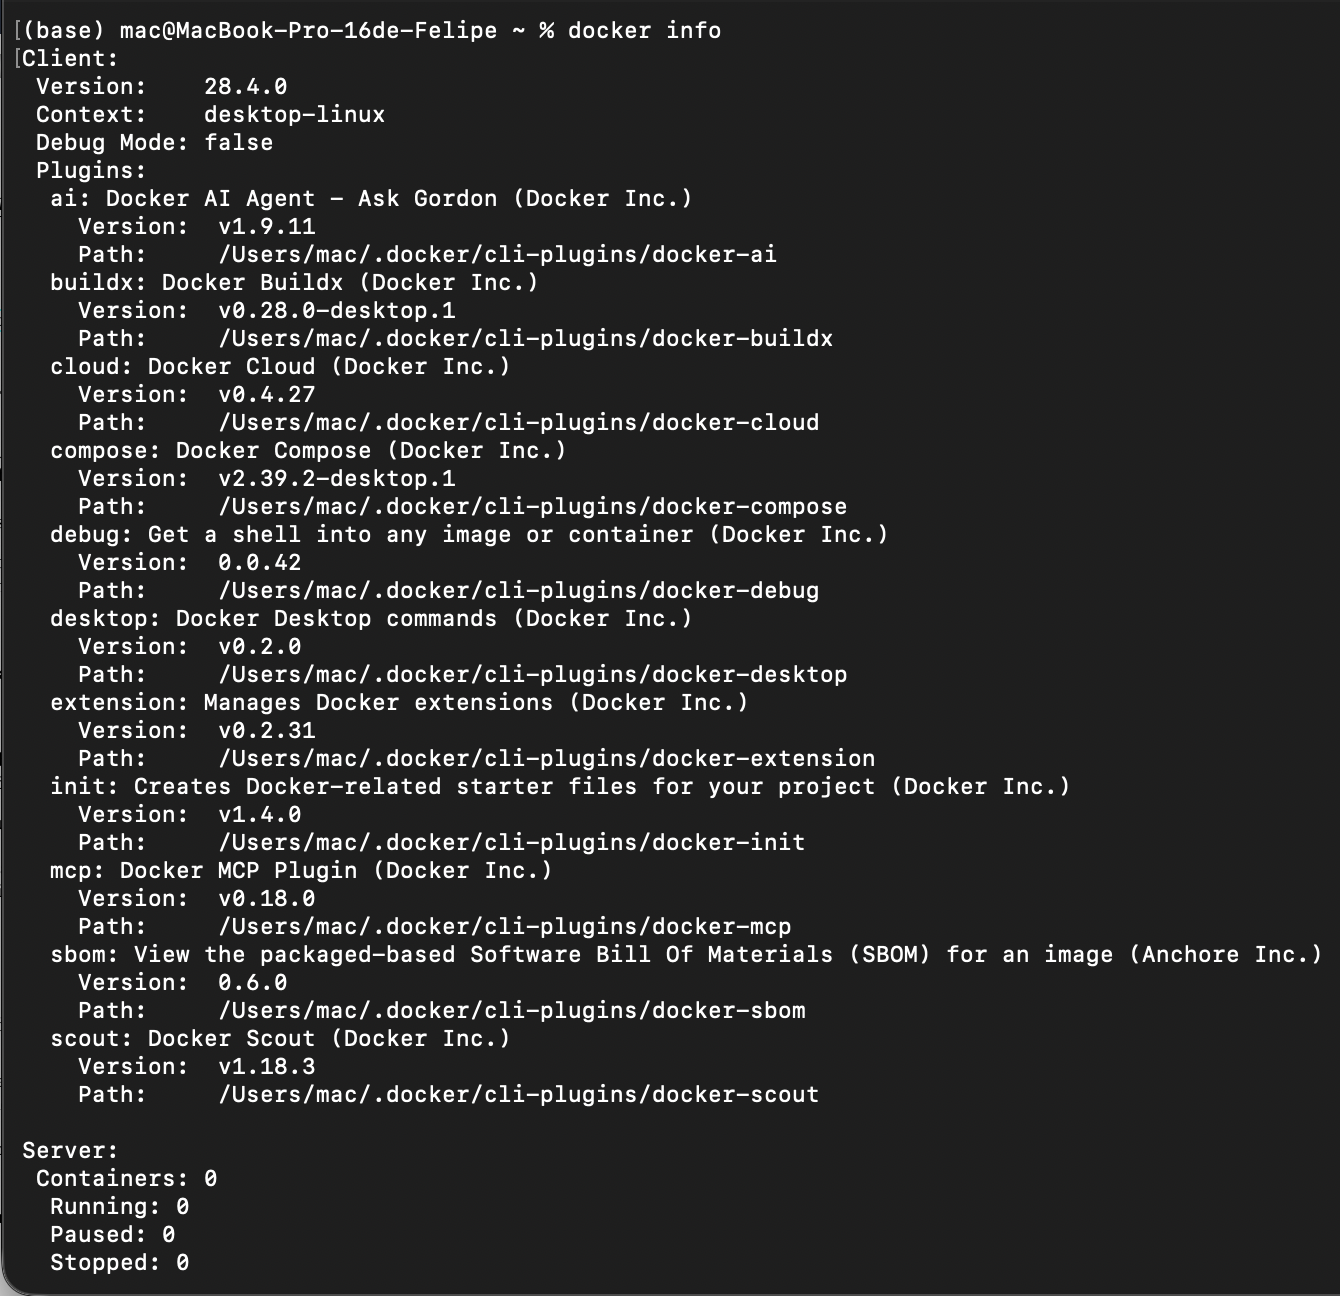 [(base) mac@MacBook-Pro-16de-Felipe ~ % docker info
[Client:
Version:    28.4.0
Context:    desktop-linux
Debug Mode: false
Plugins:
ai: Docker AI Agent - Ask Gordon (Docker Inc.)
Version:  v1.9.11
Path:     /Users/mac/.docker/cli-plugins/docker-ai
buildx: Docker Buildx (Docker Inc.)
Version:  v0.28.0-desktop.1
Path:     /Users/mac/.docker/cli-plugins/docker-buildx
cloud: Docker Cloud (Docker Inc.)
Version:  v0.4.27
Path:     /Users/mac/.docker/cli-plugins/docker-cloud
compose: Docker Compose (Docker Inc.)
Version:  v2.39.2-desktop.1
Path:     /Users/mac/.docker/cli-plugins/docker-compose
debug: Get a shell into any image or container (Docker Inc.)
Version:  0.0.42
Path:     /Users/mac/.docker/cli-plugins/docker-debug
desktop: Docker Desktop commands (Docker Inc.)
Version:  v0.2.0
Path:     /Users/mac/.docker/cli-plugins/docker-desktop
extension: Manages Docker extensions (Docker Inc.)
Version:  v0.2.31
Path:     /Users/mac/.docker/cli-plugins/docker-extension
init: Creates Docker-related starter files for your project (Docker Inc.)
Version:  v1.4.0
Path:     /Users/mac/.docker/cli-plugins/docker-init
mcp: Docker MCP Plugin (Docker Inc.)
Version:  v0.18.0
Path:     /Users/mac/.docker/cli-plugins/docker-mcp
sbom: View the packaged-based Software Bill Of Materials (SBOM) for an image (Anchore Inc.)
Version:  0.6.0
Path:     /Users/mac/.docker/cli-plugins/docker-sbom
scout: Docker Scout (Docker Inc.)
Version:  v1.18.3
Path:     /Users/mac/.docker/cli-plugins/docker-scout
Server:
Containers: 0
Running: 0
Paused: 0
Stopped: 0